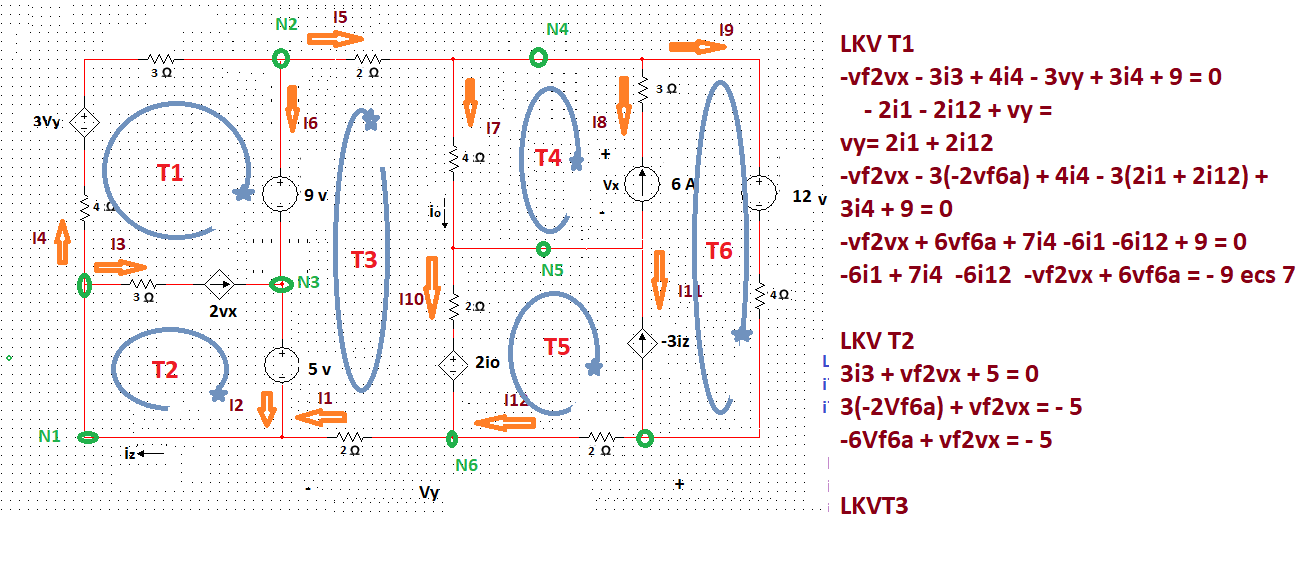 I5
I9
N2
N4
3 Ω
2 Ω
3 Ω
3Vy
I6
I7
I8
T1
T4
4 Ω
+
Vx
6 A
-
9 v
12 v
4 Ω
io
I4
I3
T3
T6
N5
N3
3 Ω
2vx
I10
2 Ω
I11
4 Ω
T2
5 v
2io
T5
-3iz
I2
I1
I12
N1
2 Ω
2 Ω
iz
N6
-
Vy
+
LKV T1
-vf2vx - 3i3 + 4i4 - 3vy + 3i4 + 9 = 0
- 2i1 - 2i12 + vy =
vy= 2i1 + 2i12
-vf2vx - 3(-2vf6a) + 4i4 - 3(2i1 + 2i12) +
3i4 + 9 = 0
-vf2vx + 6vf6a + 7i4 -6i1 -6i12 + 9 = 0
-6i1 + 7i4 -6i12 -vf2vx + 6vf6a = - 9 ecs 7
LKV T2
3i3 + vf2vx + 5 = 0
3(-2Vf6a) + vf2vx = - 5
-6Vf6a + vf2vx = - 5
LKVT3